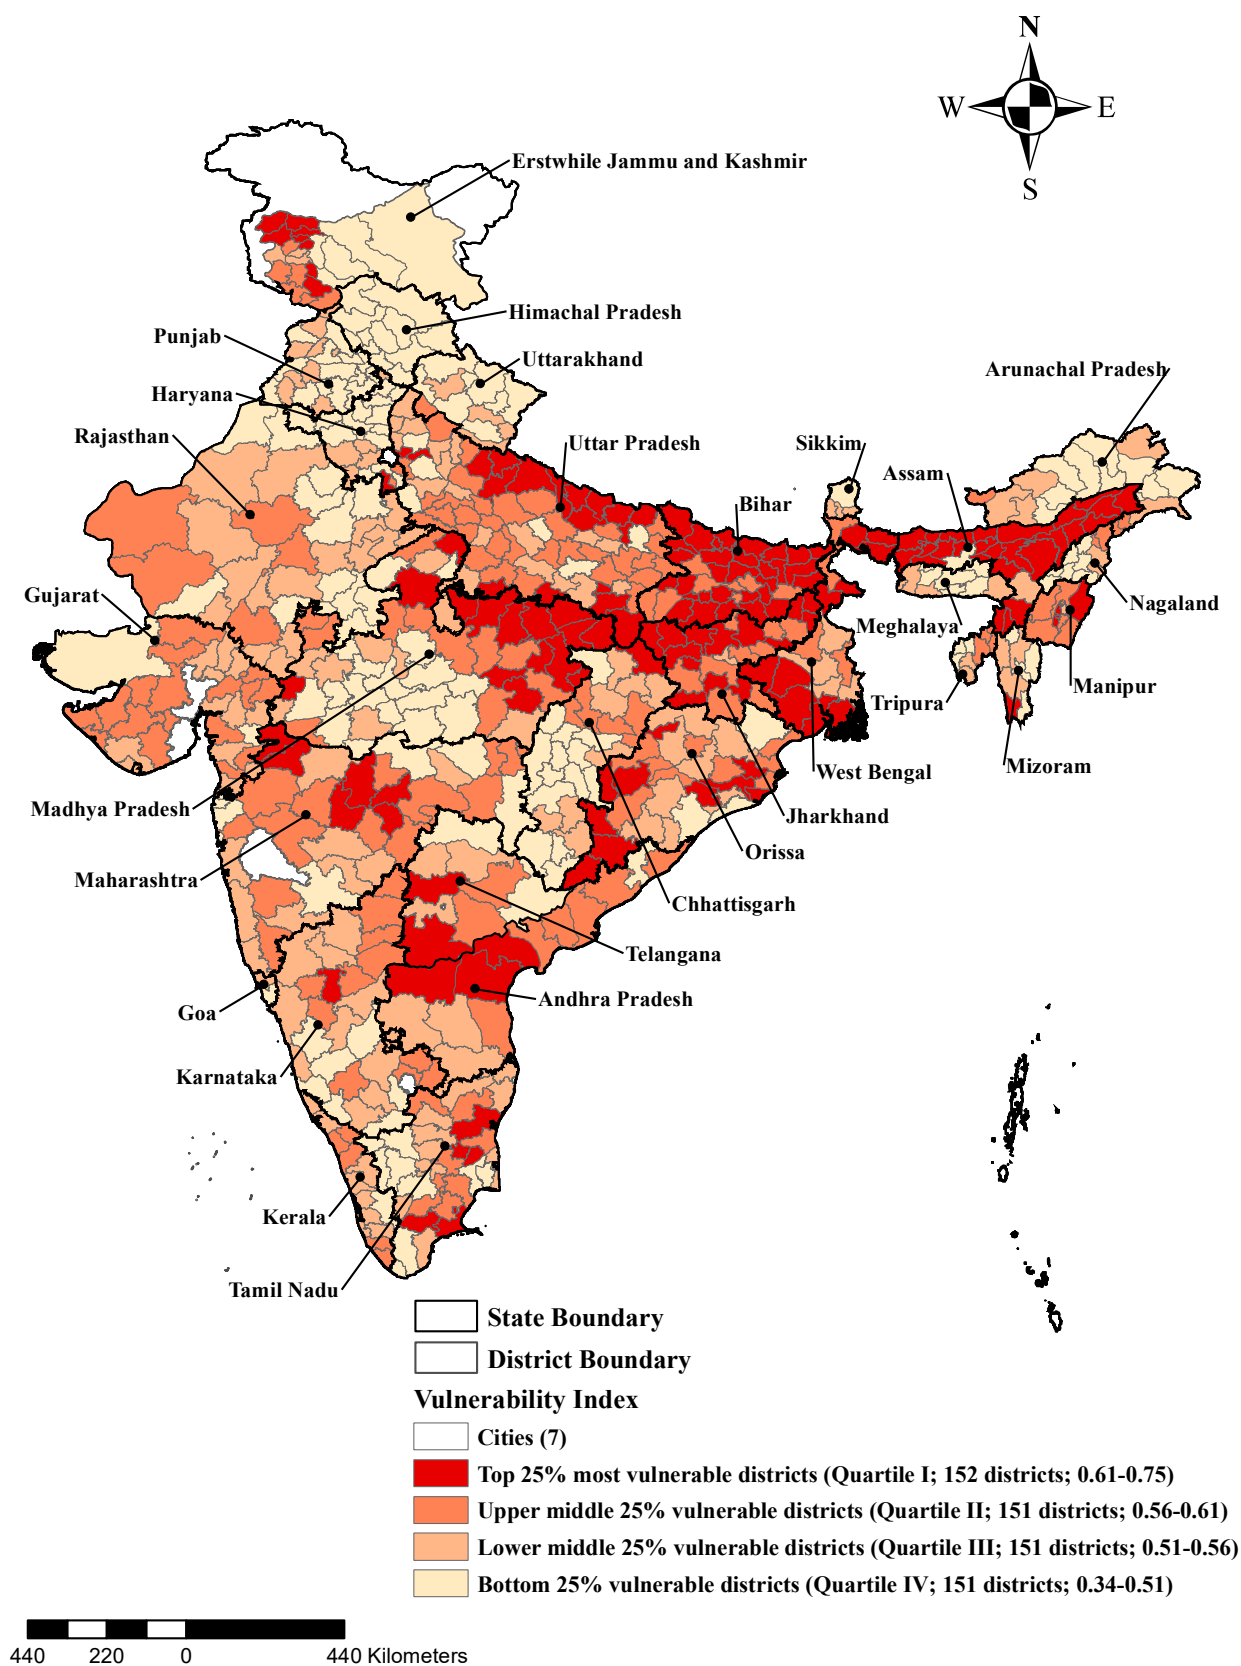 N
W
E
S
Erstwhile Jammu and Kashmir
Himachal Pradesh
Punjab
Uttarakhand
Arunachal Pradesh
Haryana
Rajasthan
Uttar Pradesh
Sikkim
Assam
Bihar
Gujarat
Nagaland
Meghalaya
Manipur
Tripura
Mizoram
West Bengal
Madhya Pradesh
Jharkhand
Orissa
Maharashtra
Chhattisgarh
Telangana
Andhra Pradesh
Goa
Karnataka
Kerala
Tamil Nadu
State Boundary
District Boundary
Vulnerability Index
Cities (7)
Top 25% most vulnerable districts (Quartile I; 152 districts; 0.61-0.75)
Upper middle 25% vulnerable districts (Quartile II; 151 districts; 0.56-0.61)
Lower middle 25% vulnerable districts (Quartile III; 151 districts; 0.51-0.56)
Bottom 25% vulnerable districts (Quartile IV; 151 districts; 0.34-0.51)
440 220 0 440 Kilometers